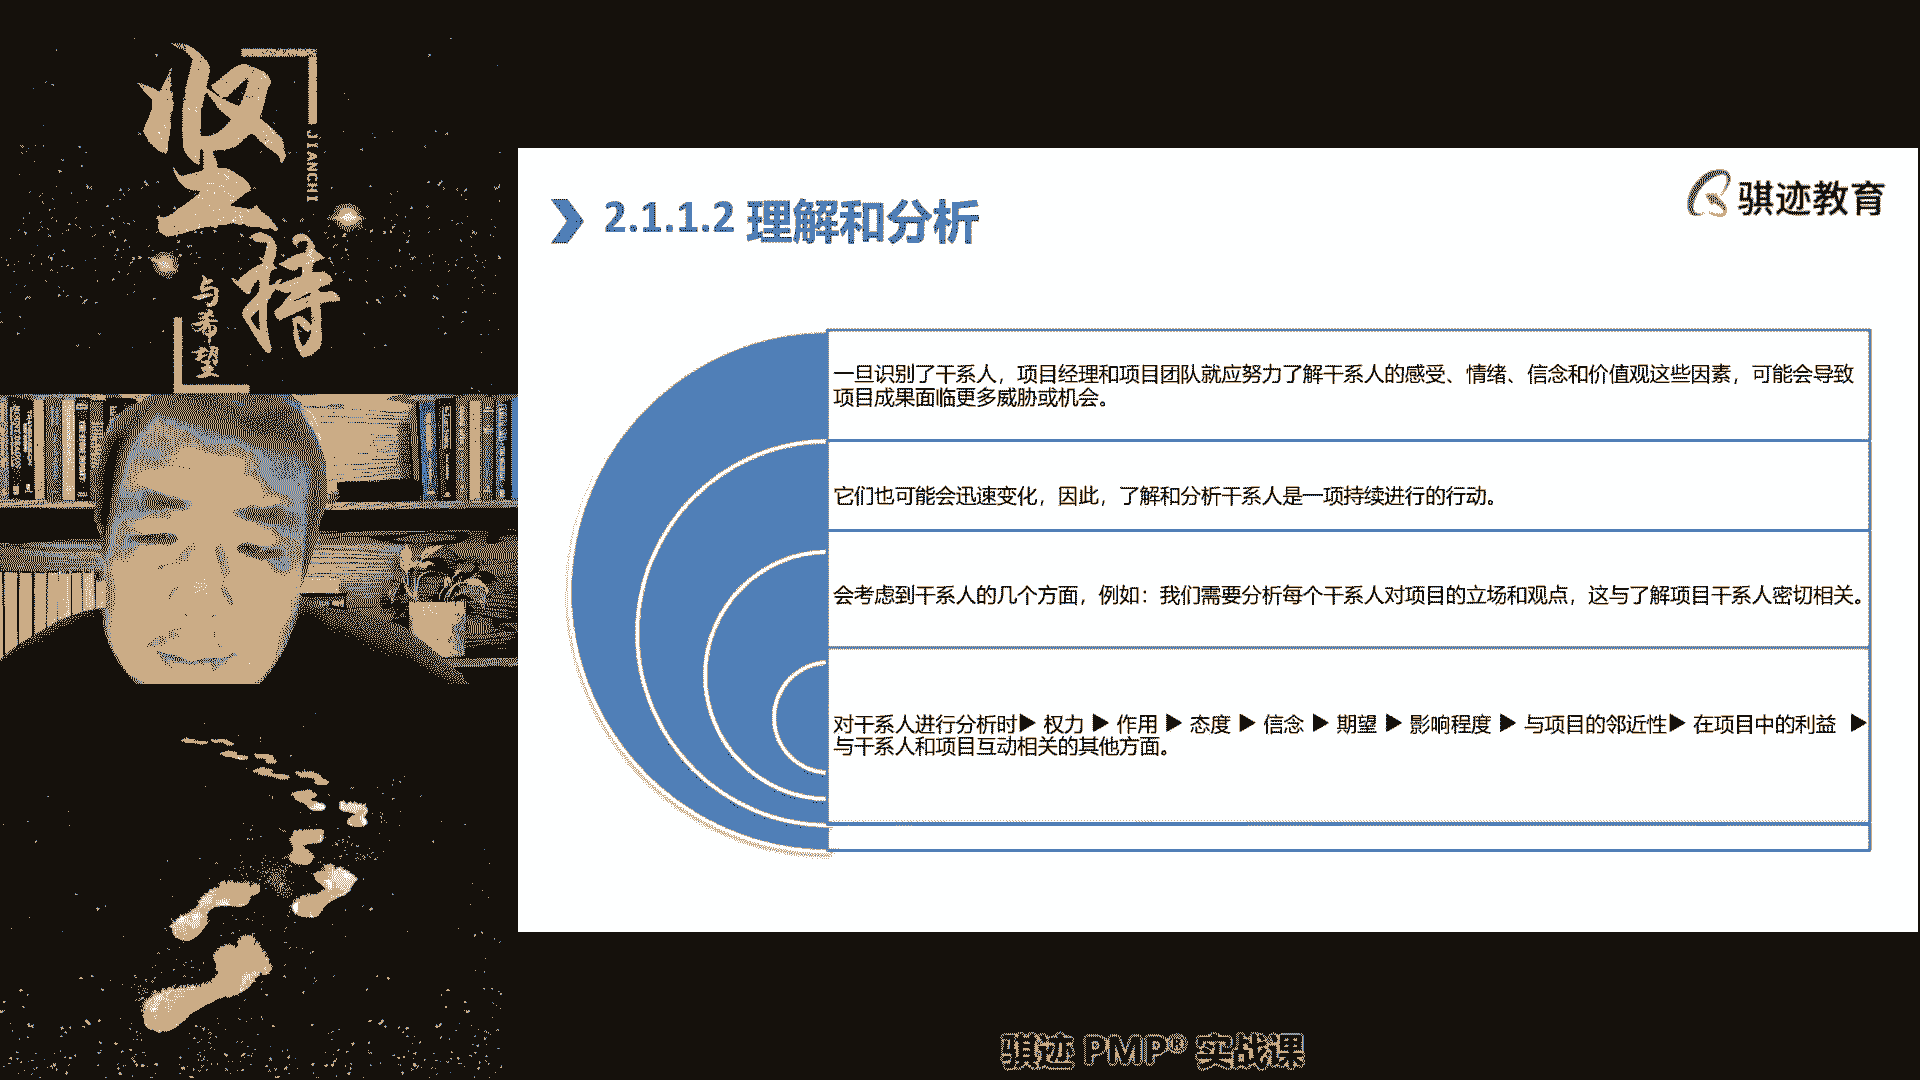 坚持
JIANCHI
与希望
骐迹教育
2.1.1.2 理解和分析
一旦识别了干系人，项目经理和项目团队就应努力了解干系人的感受、情绪、信念和价值观这些因素，可能会导致
项目成果面临更多威胁或机会。
它们也可能会迅速变化，因此，了解和分析干系人是一项持续进行的行动。
会考虑到干系人的几个方面，例如：我们需要分析每个干系人对项目的立场和观点，这与了解项目干系人密切相关。
对干系人进行分析时▶ 权力 ▶ 作用 ▶ 态度 ▶ 信念 ▶ 期望 ▶ 影响程度 ▶ 与项目的邻近性▶ 在项目中的利益 ▶
与干系人和项目互动相关的其他方面。
骐迹 PMP® 实战课